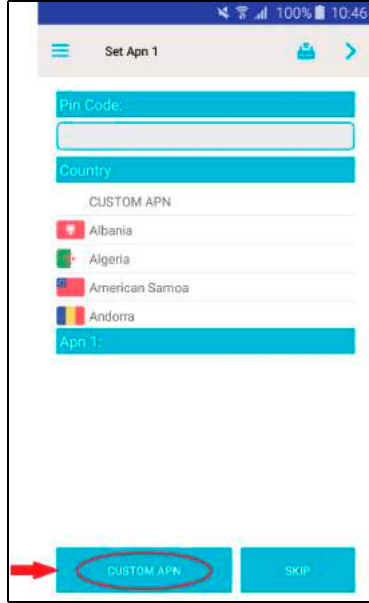 100% 10:46
Set Apn 1
Pin Code:
Country
CUSTOM APN
Albania
Algeria
American Samoa
Andorra
Apn 1:
CUSTOM APN SKIP